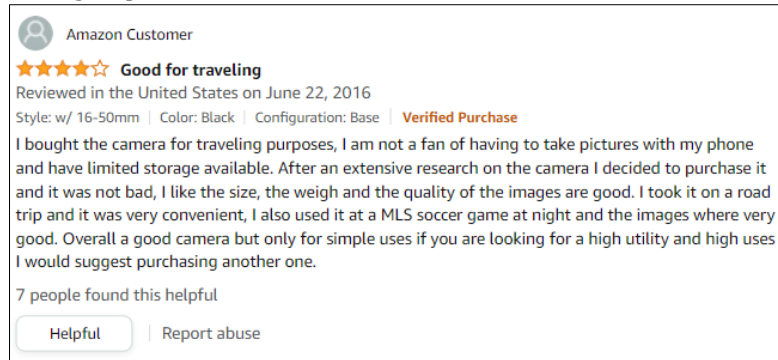 Amazon Customer
Good for traveling
Reviewed in the United States on June 22, 2016
Style: w/ 16-50mm | Color: Black | Configuration: Base | Verified Purchase
I bought the camera for traveling purposes, I am not a fan of having to take pictures with my phone
and have limited storage available. After an extensive research on the camera I decided to purchase it
and it was not bad, I like the size, the weigh and the quality of the images are good. I took it on a road
trip and it was very convenient, I also used it at a MLS soccer game at night and the images where very
good. Overall a good camera but only for simple uses if you are looking for a high utility and high uses
I would suggest purchasing another one.
7 people found this helpful
Helpful | Report abuse